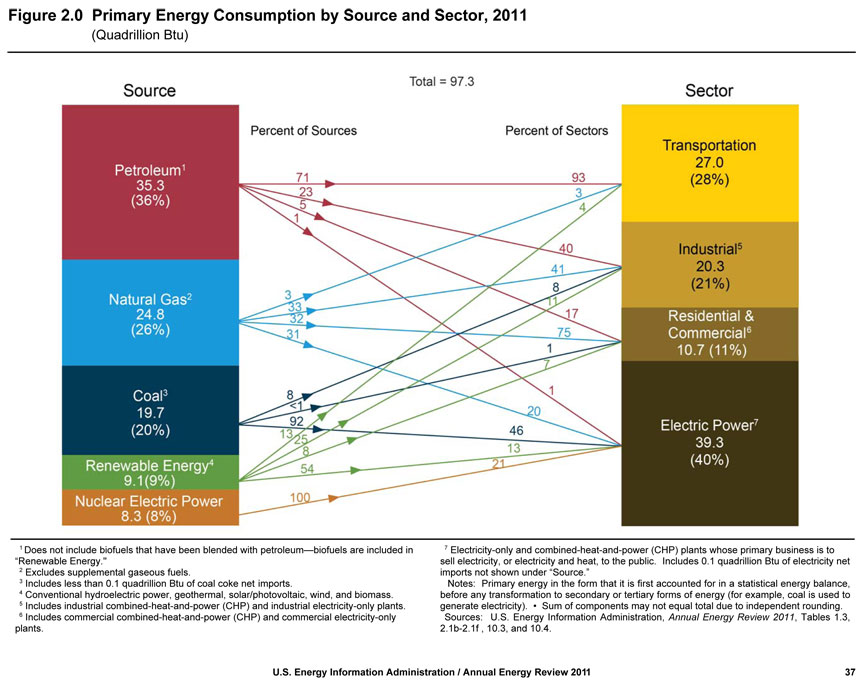 Figure 2.0 Primary Energy Consumption by Source and Sector, 2011
(Quadrillion Btu)
Total = 97.3
Source
Sector
Percent of Sources
Percent of Sectors
Petroleum¹
35.3
(36%)
Natural Gas²
24.8
(26%)
Coal³
19.7
(20%)
Renewable Energy⁴
9.1(9%)
Nuclear Electric Power
8.3 (8%)
71
23
5
1
3
33
32
31
8
<1
92
13
25
8
54
100
93
3
4
40
41
8
11
17
75
1
7
1
20
46
13
21
Transportation
27.0
(28%)
Industrial⁵
20.3
(21%)
Residential &
Commercial⁶
10.7 (11%)
Electric Power⁷
39.3
(40%)
¹ Does not include biofuels that have been blended with petroleum—biofuels are included in
“Renewable Energy."
² Excludes supplemental gaseous fuels.
³ Includes less than 0.1 quadrillion Btu of coal coke net imports.
⁴ Conventional hydroelectric power, geothermal, solar/photovoltaic, wind, and biomass.
⁵ Includes industrial combined-heat-and-power (CHP) and industrial electricity-only plants.
⁶ Includes commercial combined-heat-and-power (CHP) and commercial electricity-only
plants.
⁷ Electricity-only and combined-heat-and-power (CHP) plants whose primary business is to
sell electricity, or electricity and heat, to the public. Includes 0.1 quadrillion Btu of electricity net
imports not shown under “Source.”
Notes: Primary energy in the form that it is first accounted for in a statistical energy balance,
before any transformation to secondary or tertiary forms of energy (for example, coal is used to
generate electricity). • Sum of components may not equal total due to independent rounding.
Sources: U.S. Energy Information Administration, Annual Energy Review 2011, Tables 1.3,
2.1b-2.1f , 10.3, and 10.4.
U.S. Energy Information Administration / Annual Energy Review 2011
37